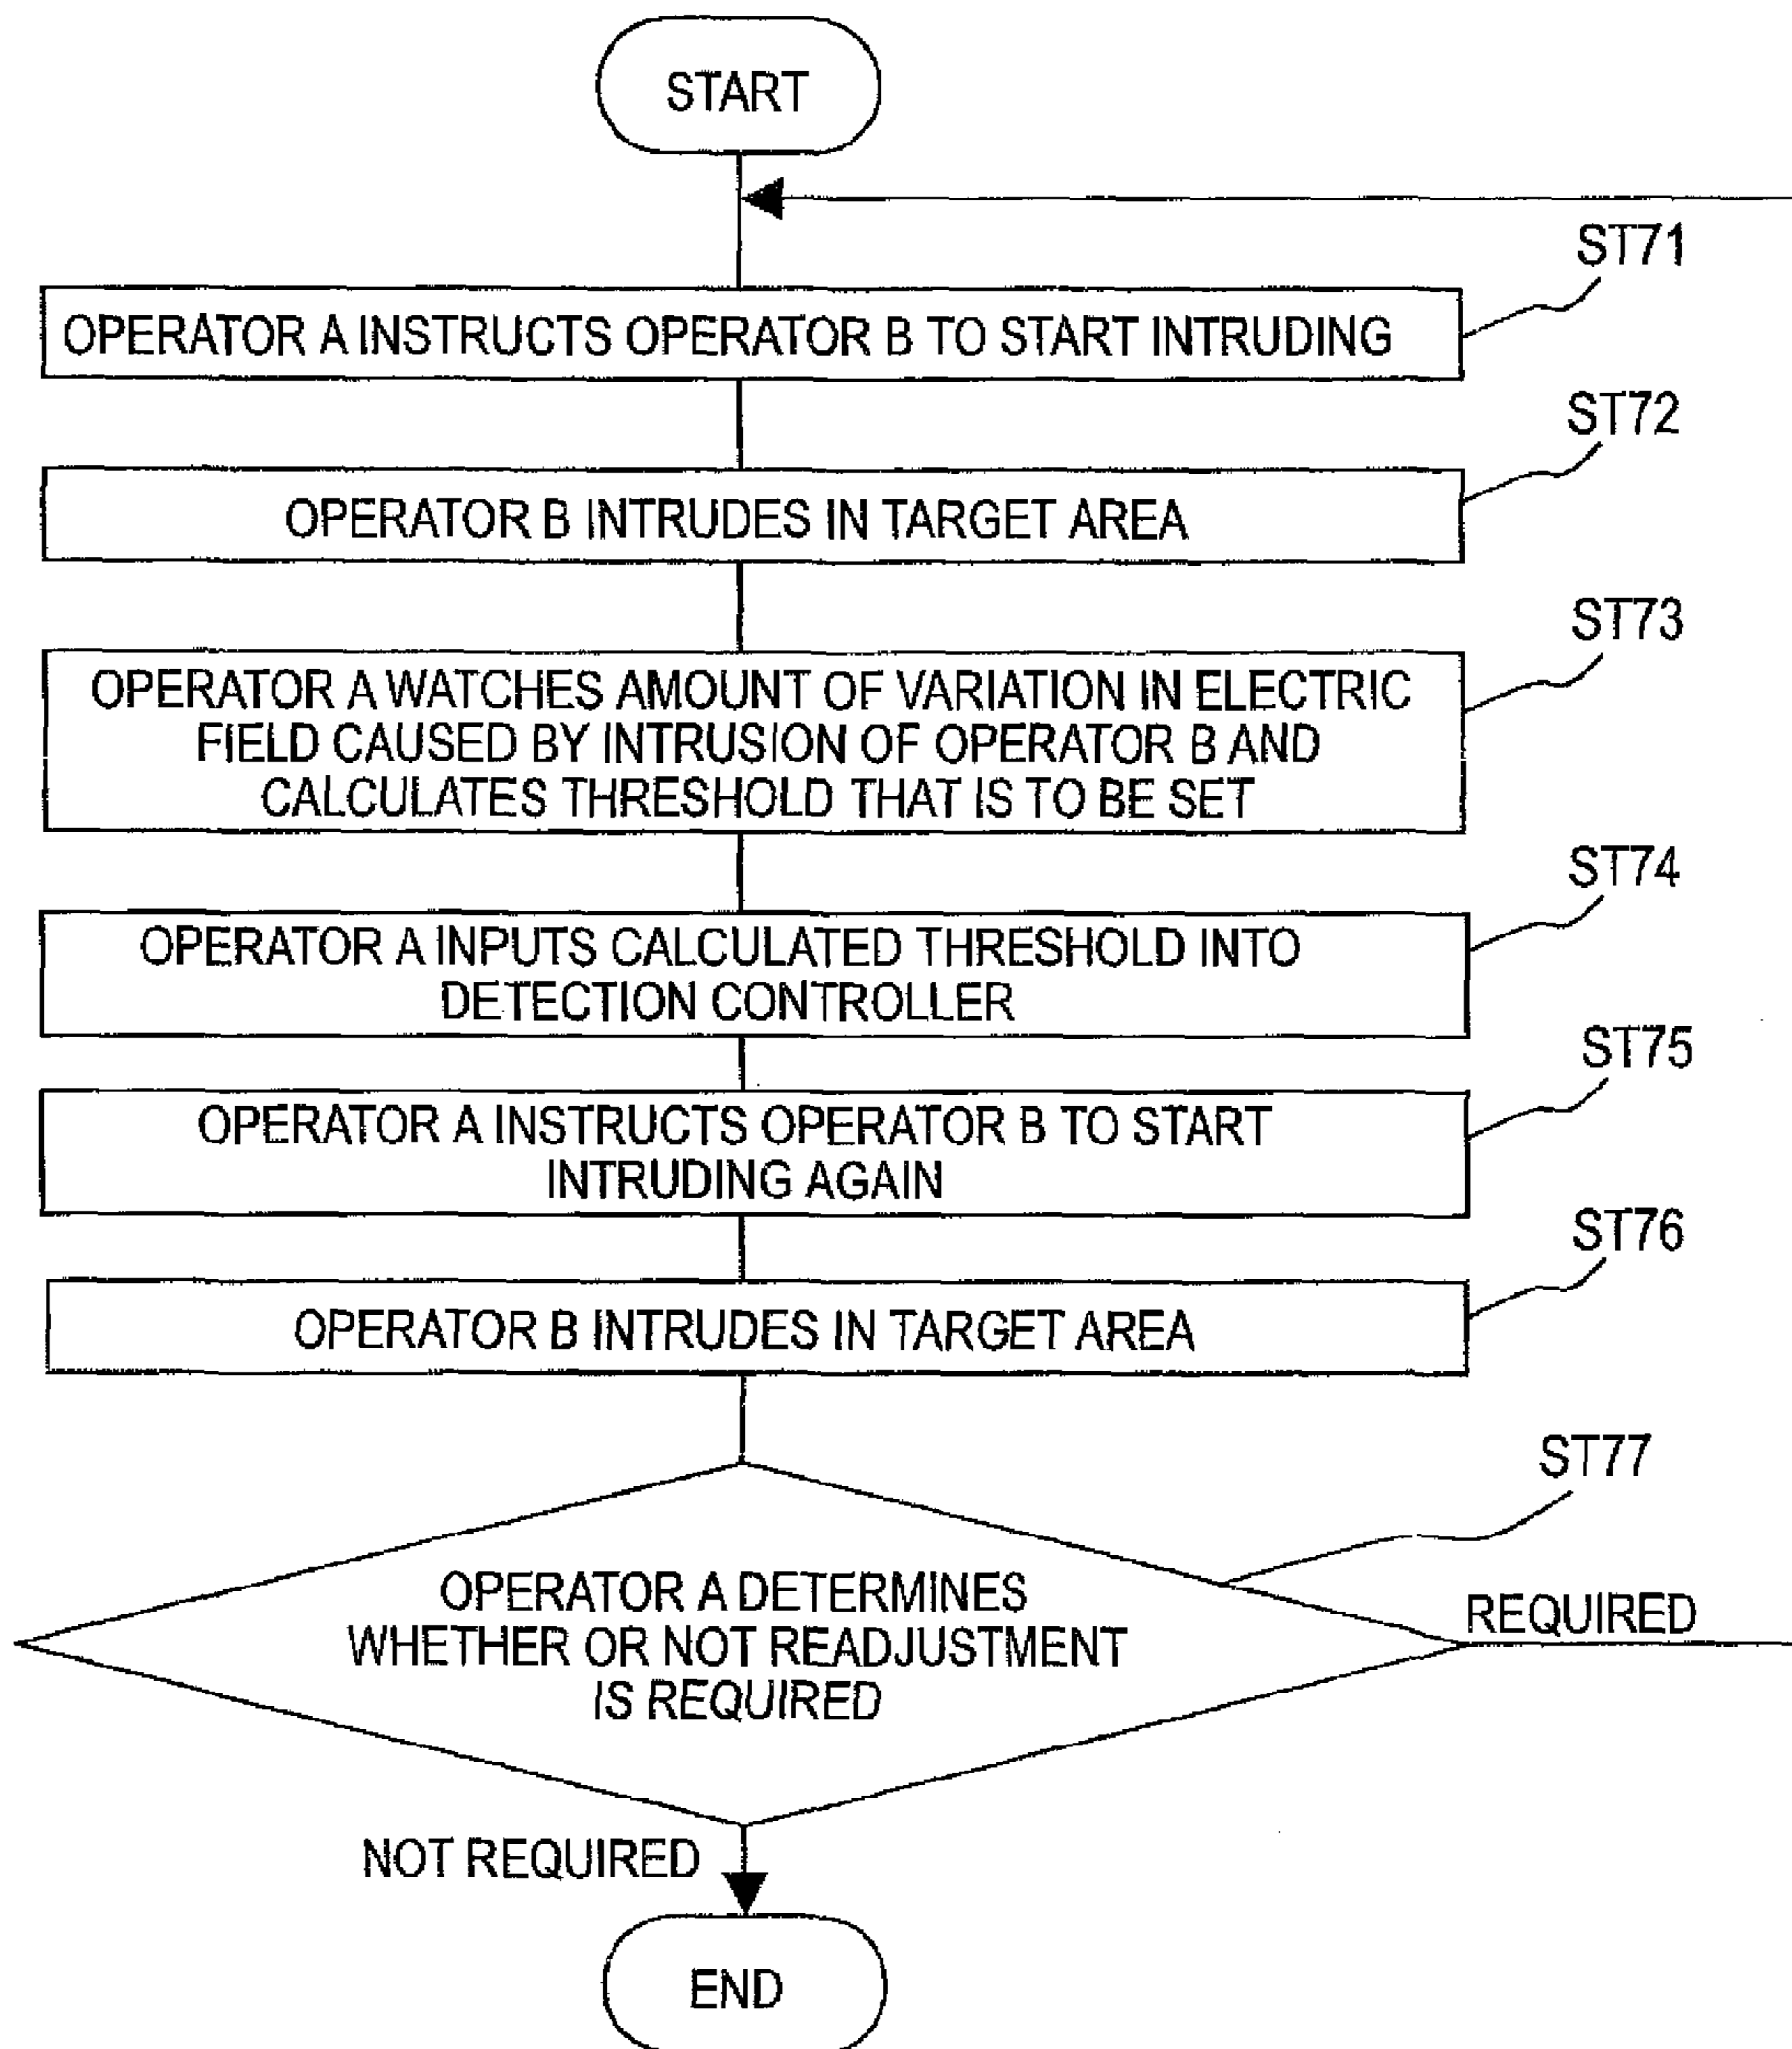 START
ST71
OPERATOR A INSTRUCTS OPERATOR B TO START INTRUDING
ST72
OPERATOR B INTRUDES IN TARGET AREA
ST73
OPERATOR A WATCHES AMOUNT OF VARIATION IN ELECTRIC
FIELD CAUSED BY INTRUSION OF OPERATOR B AND
CALCULATES THRESHOLD THAT IS TO BE SET
ST74
OPERATOR A INPUTS CALCULATED THRESHOLD INTO
DETECTION CONTROLLER
ST75
OPERATOR A INSTRUCTS OPERATOR B TO START
INTRUDING AGAIN
ST76
OPERATOR B INTRUDES IN TARGET AREA
ST77
OPERATOR A DETERMINES
WHETHER OR NOT READJUSTMENT
IS REQUIRED
REQUIRED
NOT REQUIRED
END